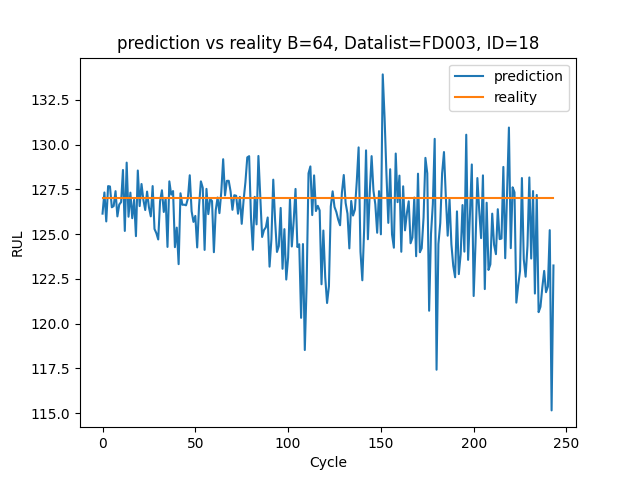 prediction vs reality B=64, Datalist=FD003, ID=18
prediction
reality
132.5
130.0
127.5
125.0
122.5
120.0
117.5
115.0
RUL
0
50
100
150
200
250
Cycle